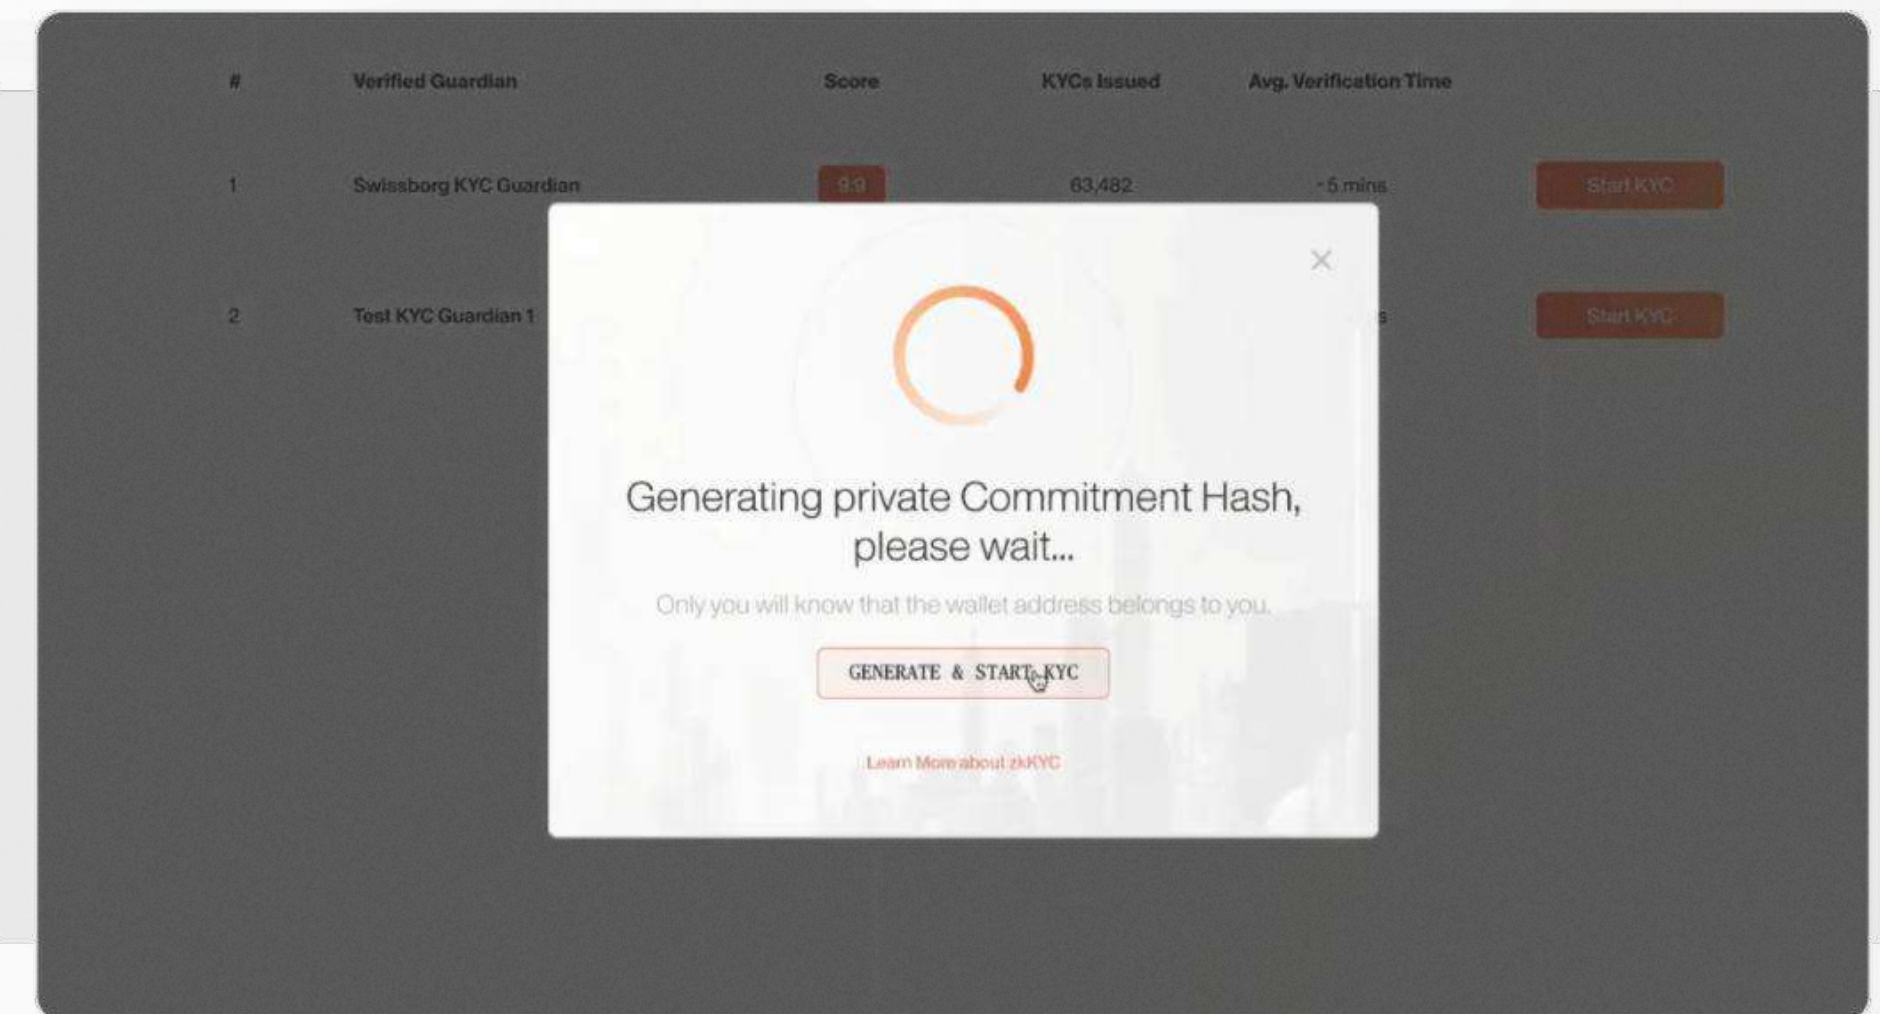 # Verified Guardian Score KYCs Issued Avg. Verification Time
1 Swissborg KYC Guardian 9.9 63,482 ~5 mins Start KYC
2 Test KYC Guardian 1 s Start KYC
Generating private Commitment Hash,
please wait...
Only you will know that the wallet address belongs to you.
GENERATE & START KYC
Learn More about zkKYC